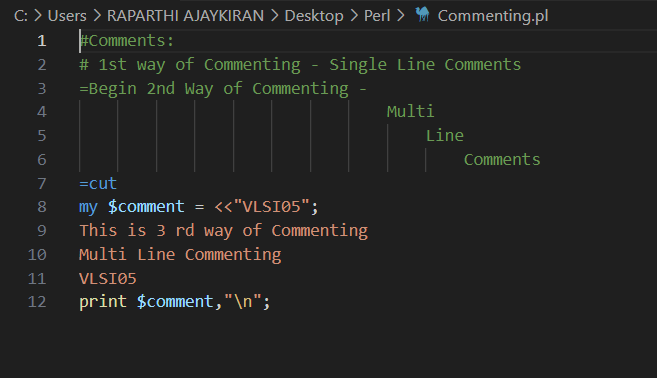 C: > Users > RAPARTHI AJAYKIRAN > Desktop > Perl > Commenting.pl
1 #Comments:
2 # 1st way of Commenting - Single Line Comments
3 =Begin 2nd Way of Commenting -
4 Multi
5 Line
6 Comments
7 =cut
8 my $comment = <<"VLSI05";
9 This is 3 rd way of Commenting
10 Multi Line Commenting
11 VLSI05
12 print $comment,"\n";